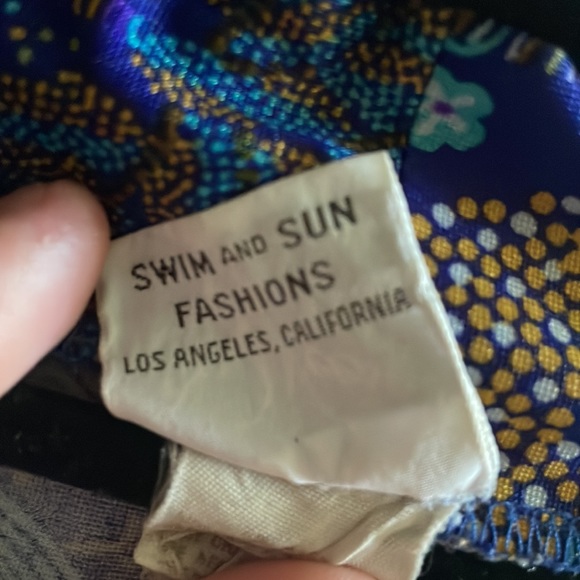 SWIM AND SUN
FASHIONS
LOS ANGELES, CALIFORNIA